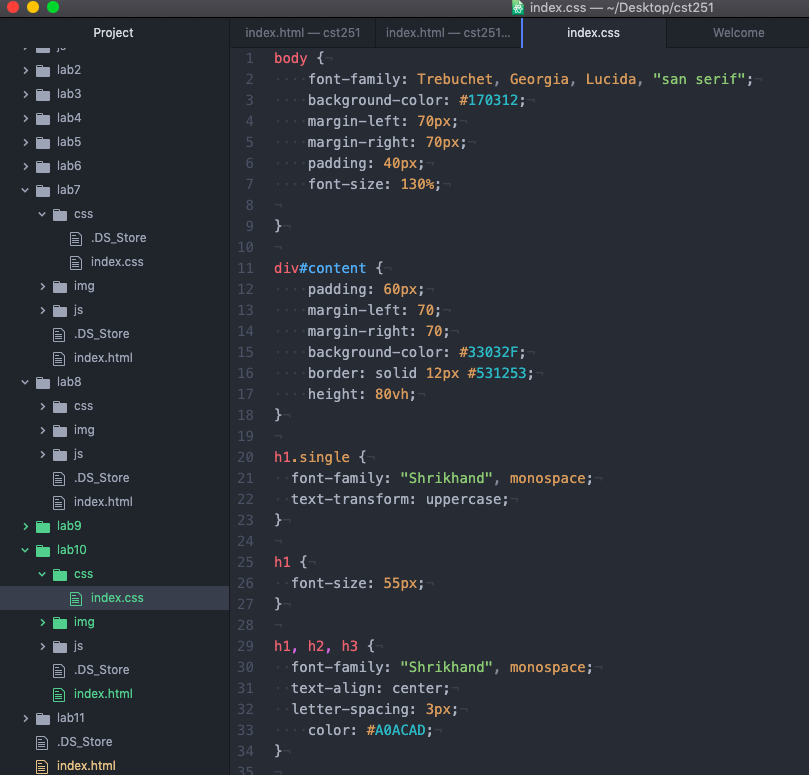 index.css — ~/Desktop/cst251
Project
index.html — cst251
index.html — cst251...
index.css
Welcome
js
lab2
lab3
lab4
lab5
lab6
lab7
css
.DS_Store
index.css
img
js
.DS_Store
index.html
lab8
css
img
js
.DS_Store
index.html
lab9
lab10
css
index.css
img
js
.DS_Store
index.html
lab11
.DS_Store
index.html
1 body {
2 font-family: Trebuchet, Georgia, Lucida, "san serif";
3 background-color: #170312;
4 margin-left: 70px;
5 margin-right: 70px;
6 padding: 40px;
7 font-size: 130%;
8
9 }
10
11 div#content {
12 padding: 60px;
13 margin-left: 70;
14 margin-right: 70;
15 background-color: #33032F;
16 border: solid 12px #531253;
17 height: 80vh;
18 }
19
20 h1.single {
21 font-family: "Shrikhand", monospace;
22 text-transform: uppercase;
23 }
24
25 h1 {
26 font-size: 55px;
27 }
28
29 h1, h2, h3 {
30 font-family: "Shrikhand", monospace;
31 text-align: center;
32 letter-spacing: 3px;
33 color: #A0ACAD;
34 }
35